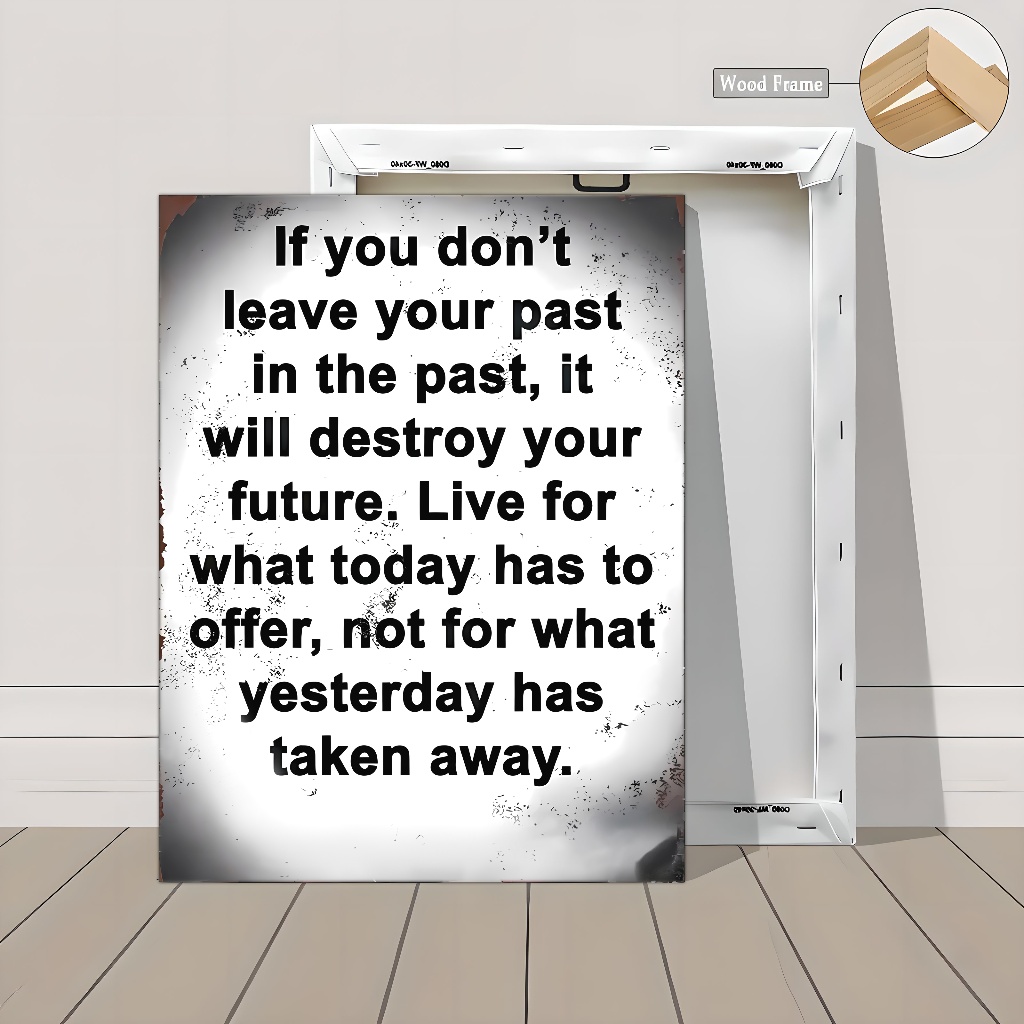 Wood Frame
If you don’t
leave your past
in the past, it
will destroy your
future. Live for
what today has to
offer, not for what
yesterday has
taken away.